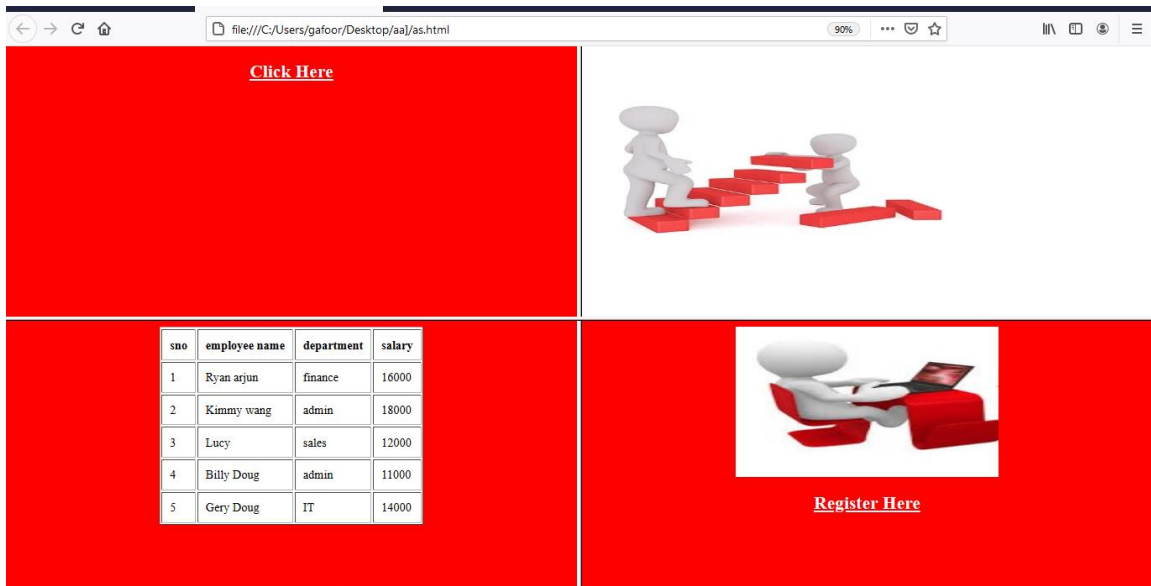 file:///C:/Users/gafoor/Desktop/aa]/as.html
90%
Click Here
sno employee name department salary
1 Ryan arjun finance 16000
2 Kimmy wang admin 18000
3 Lucy sales 12000
4 Billy Doug admin 11000
5 Gery Doug IT 14000
Register Here